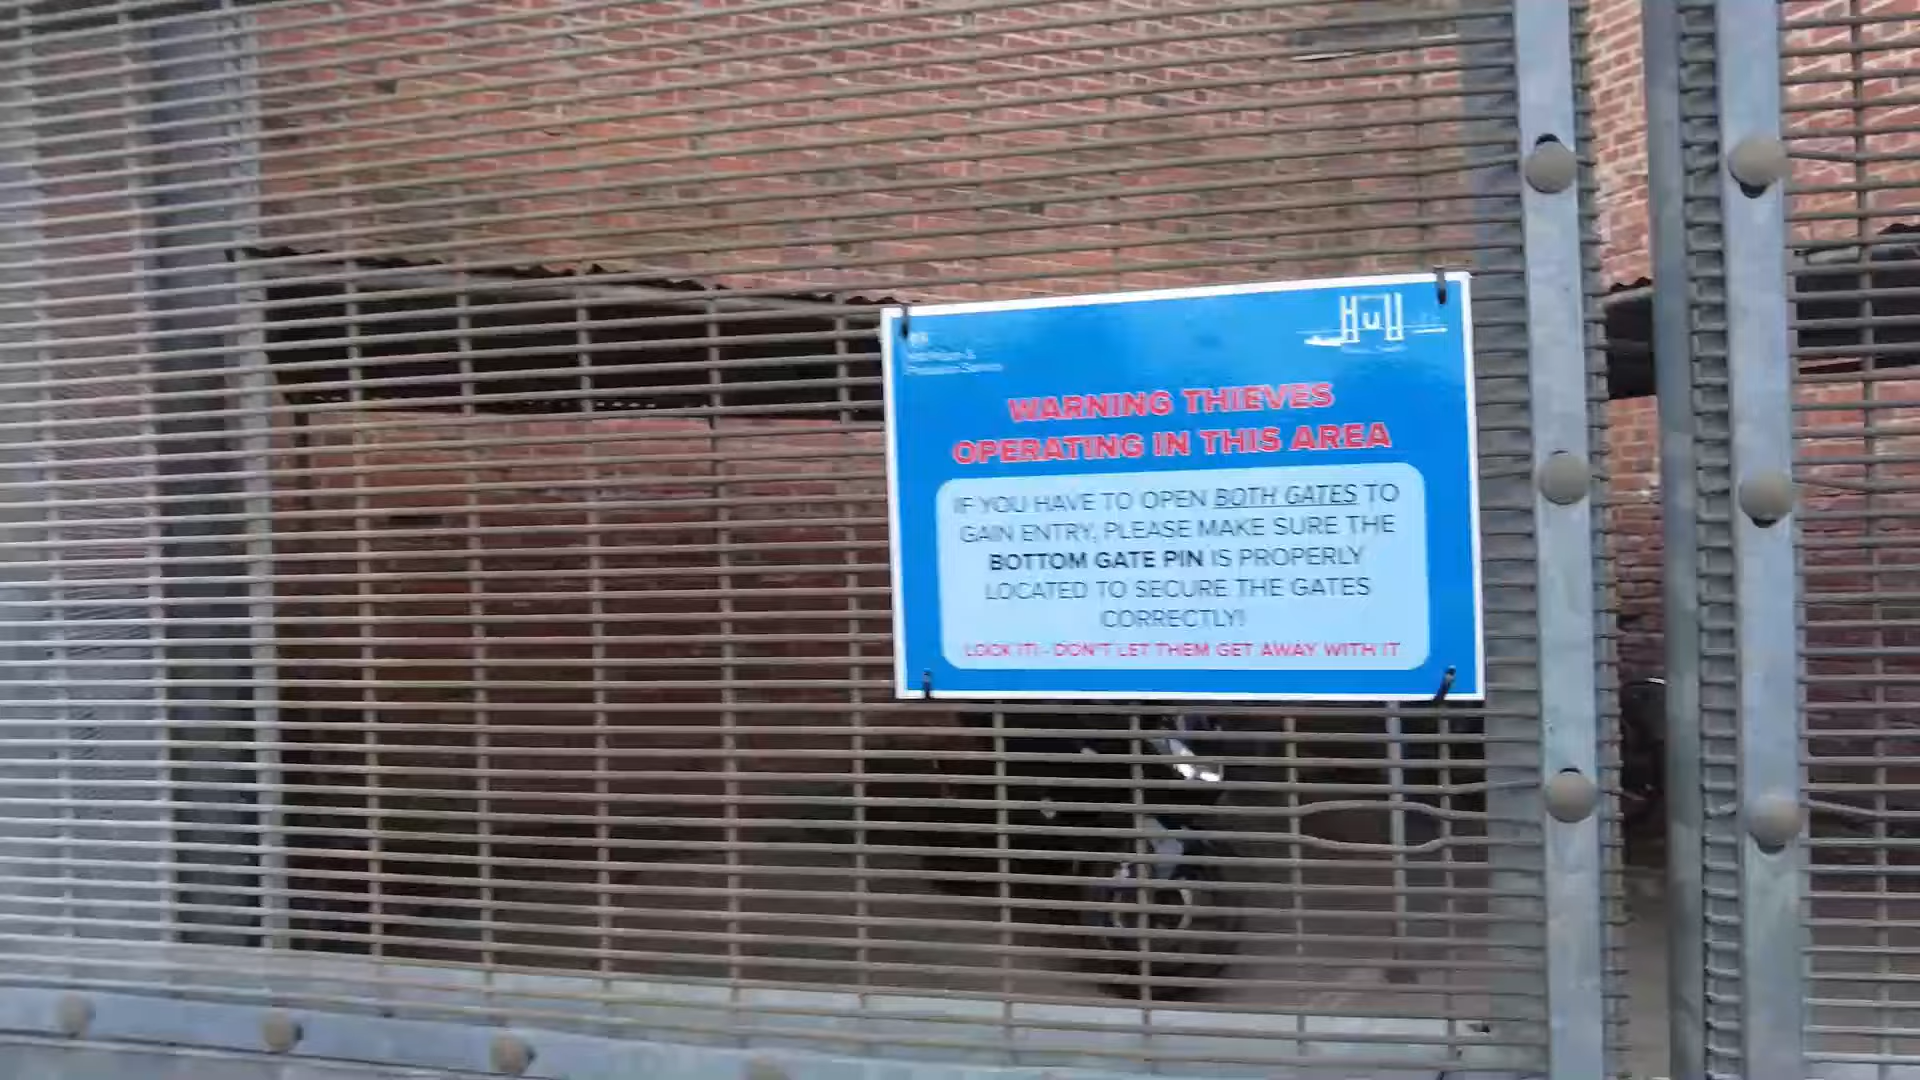 Hull
WARNING THIEVES
OPERATING IN THIS AREA
IF YOU HAVE TO OPEN BOTH GATES TO
GAIN ENTRY, PLEASE MAKE SURE THE
BOTTOM GATE PIN IS PROPERLY
LOCATED TO SECURE THE GATES
CORRECTLY!
LOCK IT! - DON'T LET THEM GET AWAY WITH IT